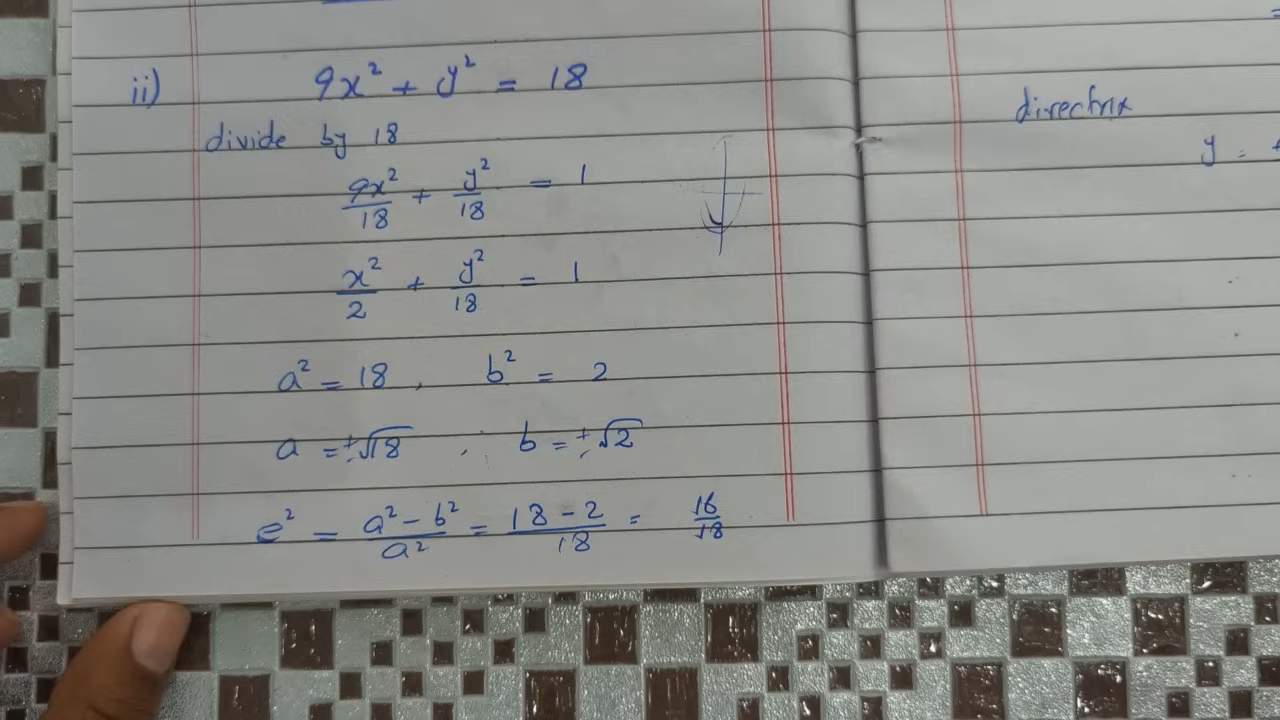 ii) 9x² + y² = 18
divide by 18
9x²/18 + y²/18 = 1
x²/2 + y²/18 = 1
a² = 18 , b² = 2
a = ±√18 , b = ±√2
e² = a² - b²/a² = 18 - 2/18 = 16/18
directrix
y =